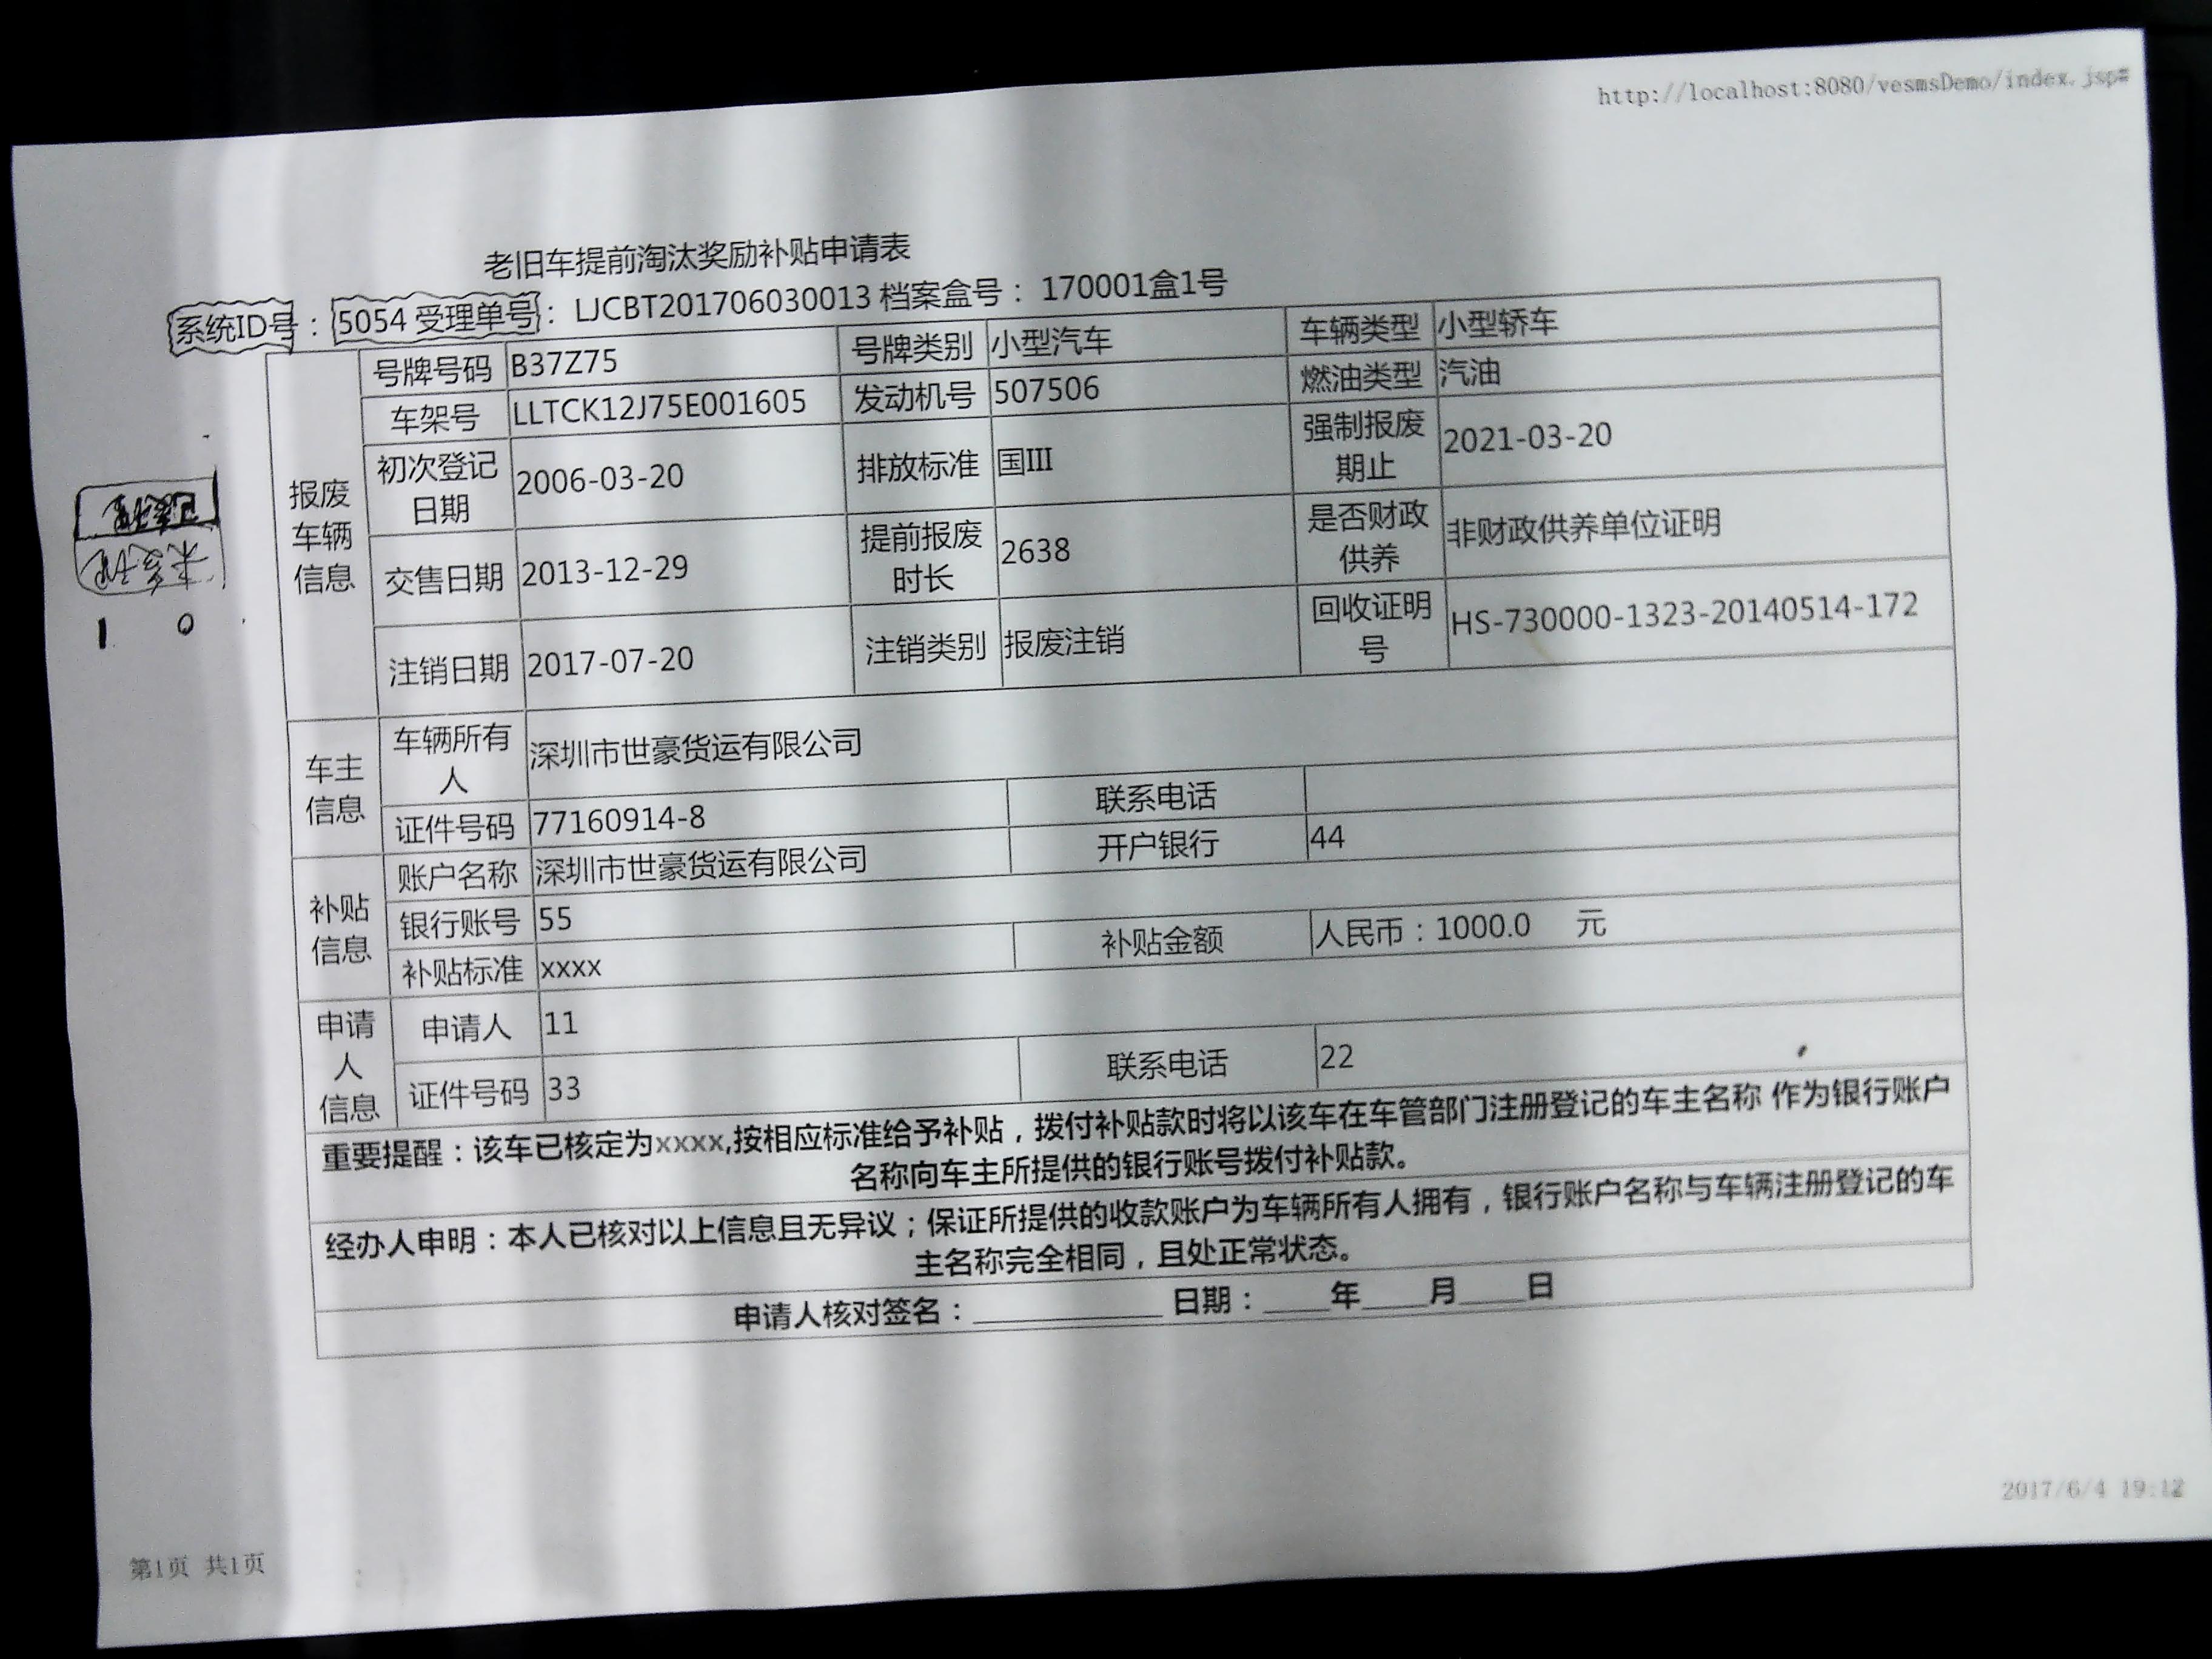 http://localhost:8080/vesmsDemo/index.jsp#
老旧车提前淘汰奖励补贴申请表
系统ID号：5054 受理单号：LJCBT201706030013 档案盒号： 170001盒1号
报废车辆信息
号牌号码 B37Z75 号牌类别 小型汽车 车辆类型 小型轿车
车架号 LLTCK12J75E001605 发动机号 507506 燃油类型 汽油
初次登记日期 2006-03-20 排放标准 国III 强制报废期止 2021-03-20
交售日期 2013-12-29 提前报废时长 2638 是否财政供养 非财政供养单位证明
注销日期 2017-07-20 注销类别 报废注销 回收证明号 HS-730000-1323-20140514-172
车主信息
车辆所有人 深圳市世豪货运有限公司
证件号码 77160914-8 联系电话
补贴信息
账户名称 深圳市世豪货运有限公司 开户银行 44
银行账号 55
补贴标准 xxxx 补贴金额 人民币：1000.0 元
申请人信息
申请人 11
证件号码 33 联系电话 22
重要提醒：该车已核定为xxxx,按相应标准给予补贴，拨付补贴款时将以该车在车管部门注册登记的车主名称 作为银行账户
名称向车主所提供的银行账号拨付补贴款。
经办人申明：本人已核对以上信息且无异议；保证所提供的收款账户为车辆所有人拥有，银行账户名称与车辆注册登记的车
主名称完全相同，且处正常状态。
申请人核对签名：____________ 日期：____年____月____日
1 0
2017/6/4 19:12
第1页 共1页